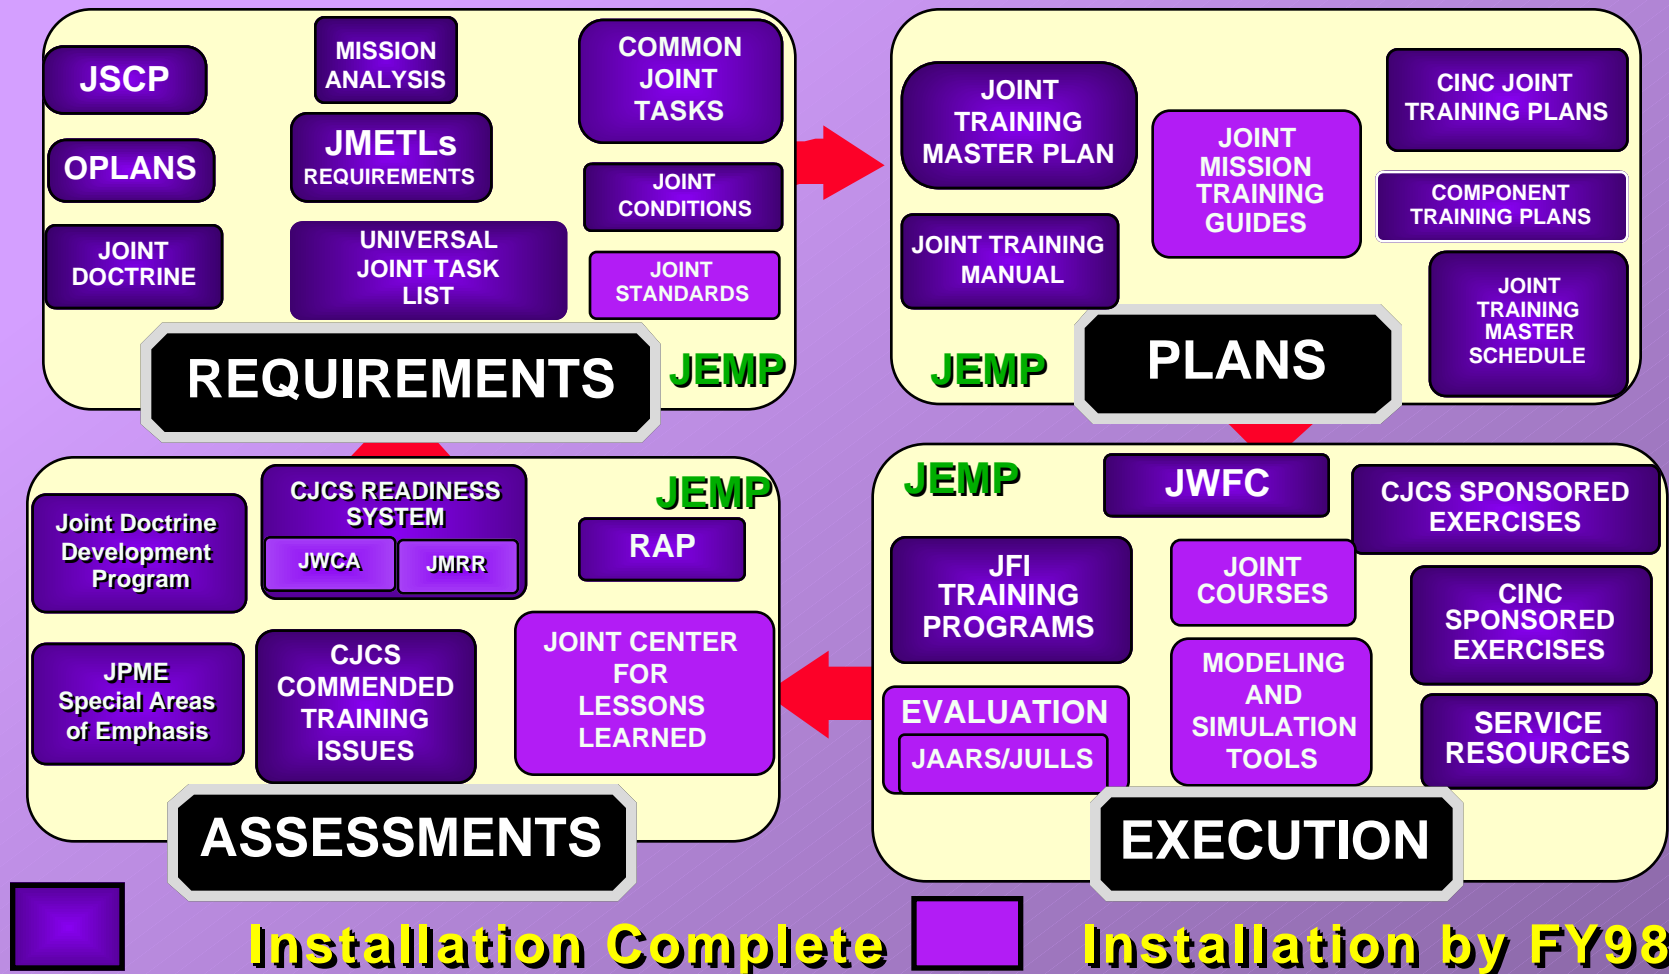 JSCP
MISSION
ANALYSIS
COMMON
JOINT
TASKS
OPLANS
JMETLs
REQUIREMENTS
JOINT
CONDITIONS
JOINT
DOCTRINE
UNIVERSAL
JOINT TASK
LIST
JOINT
STANDARDS
REQUIREMENTS
JEMP
JOINT
TRAINING
MASTER PLAN
JOINT
MISSION
TRAINING
GUIDES
CINC JOINT
TRAINING PLANS
COMPONENT
TRAINING PLANS
JOINT TRAINING
MANUAL
JOINT
TRAINING
MASTER
SCHEDULE
JEMP
PLANS
Joint Doctrine
Development
Program
CJCS READINESS
SYSTEM
JWCA
JMRR
JEMP
RAP
JPME
Special Areas
of Emphasis
CJCS
COMMENDED
TRAINING
ISSUES
JOINT CENTER
FOR
LESSONS
LEARNED
ASSESSMENTS
JEMP
JWFC
CJCS SPONSORED
EXERCISES
JFI
TRAINING
PROGRAMS
JOINT
COURSES
CINC
SPONSORED
EXERCISES
EVALUATION
JAARS/JULLS
MODELING
AND
SIMULATION
TOOLS
SERVICE
RESOURCES
EXECUTION
Installation Complete
Installation by FY98